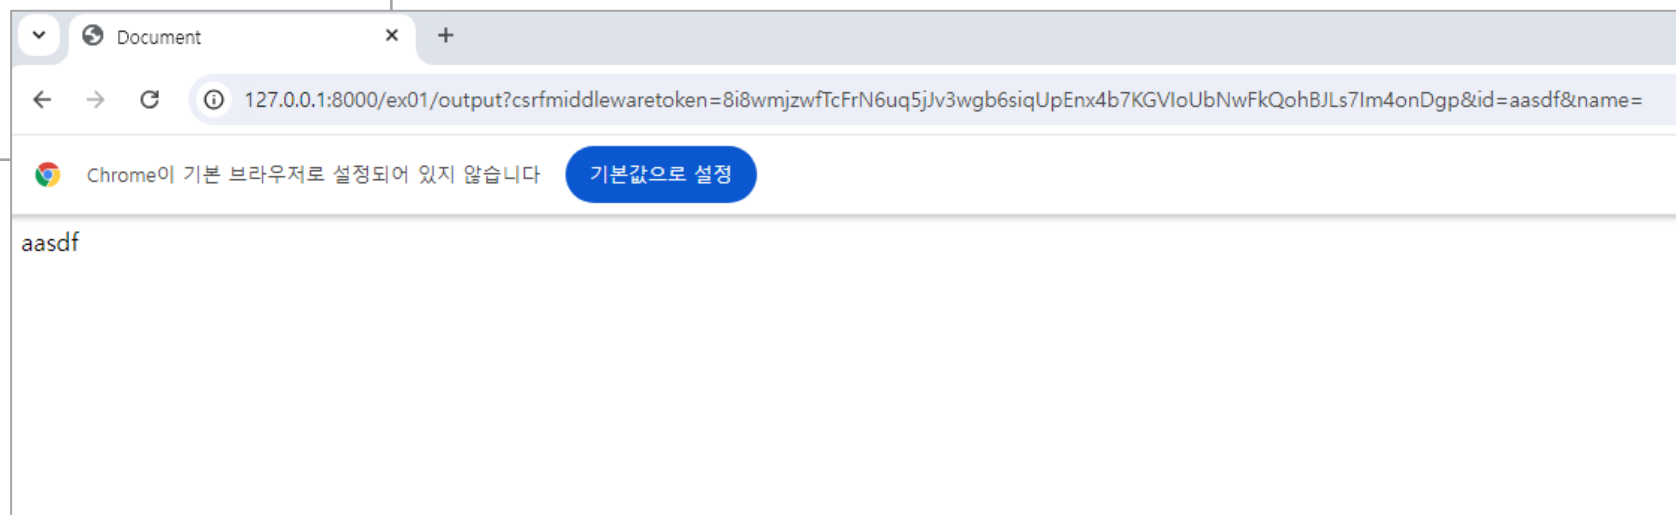 Document
127.0.0.1:8000/ex01/output?csrfmiddlewaretoken=8i8wmjzwfTcFrN6uq5jJv3wgb6siqUpEnx4b7KGVIoUbNwFkQohBJLs7Im4onDgp&id=aasdf&name=
Chrome이 기본 브라우저로 설정되어 있지 않습니다 기본값으로 설정
aasdf